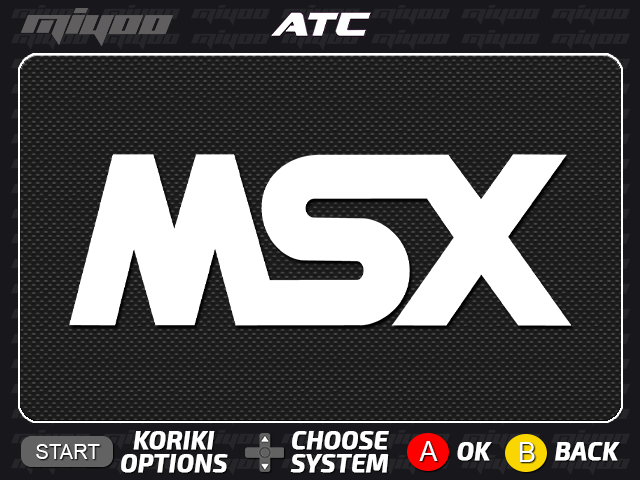 miyoo
ATC
MSX
START
KORIKI
OPTIONS
CHOOSE
SYSTEM
A
OK
B
BACK